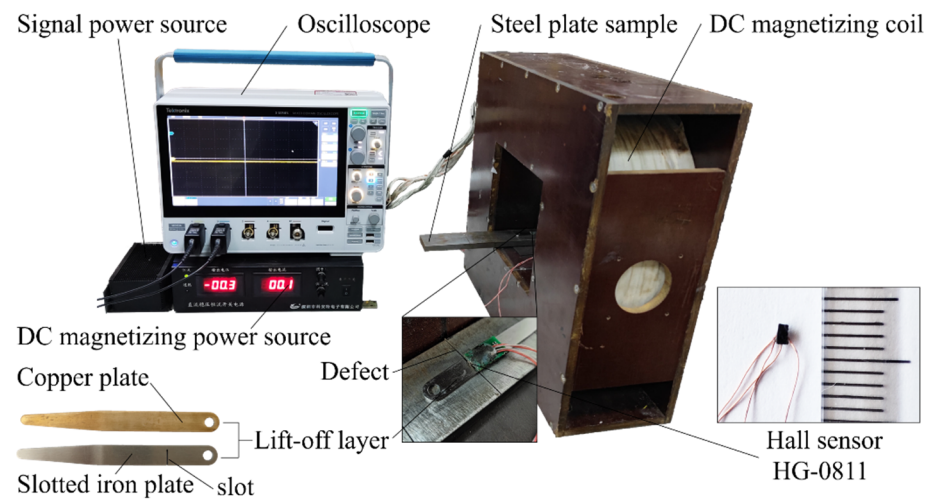 Signal power source
Oscilloscope
Steel plate sample
DC magnetizing coil
Tektronix
-00.3
00.1
DC magnetizing power source
Copper plate
Defect
Lift-off layer
Slotted iron plate
slot
Hall sensor
HG-0811